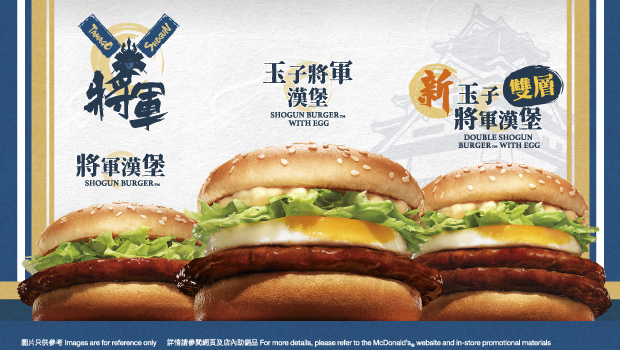 TAMAGO SHOGUN
將軍
將軍漢堡
SHOGUN BURGER™
玉子將軍
漢堡
SHOGUN BURGER™
WITH EGG
新 玉子 雙層
將軍漢堡
DOUBLE SHOGUN
BURGER™ WITH EGG
圖片只供參考 Images are for reference only 詳情請參閱網頁及店內助銷品 For more details, please refer to the McDonald's® website and in-store promotional materials